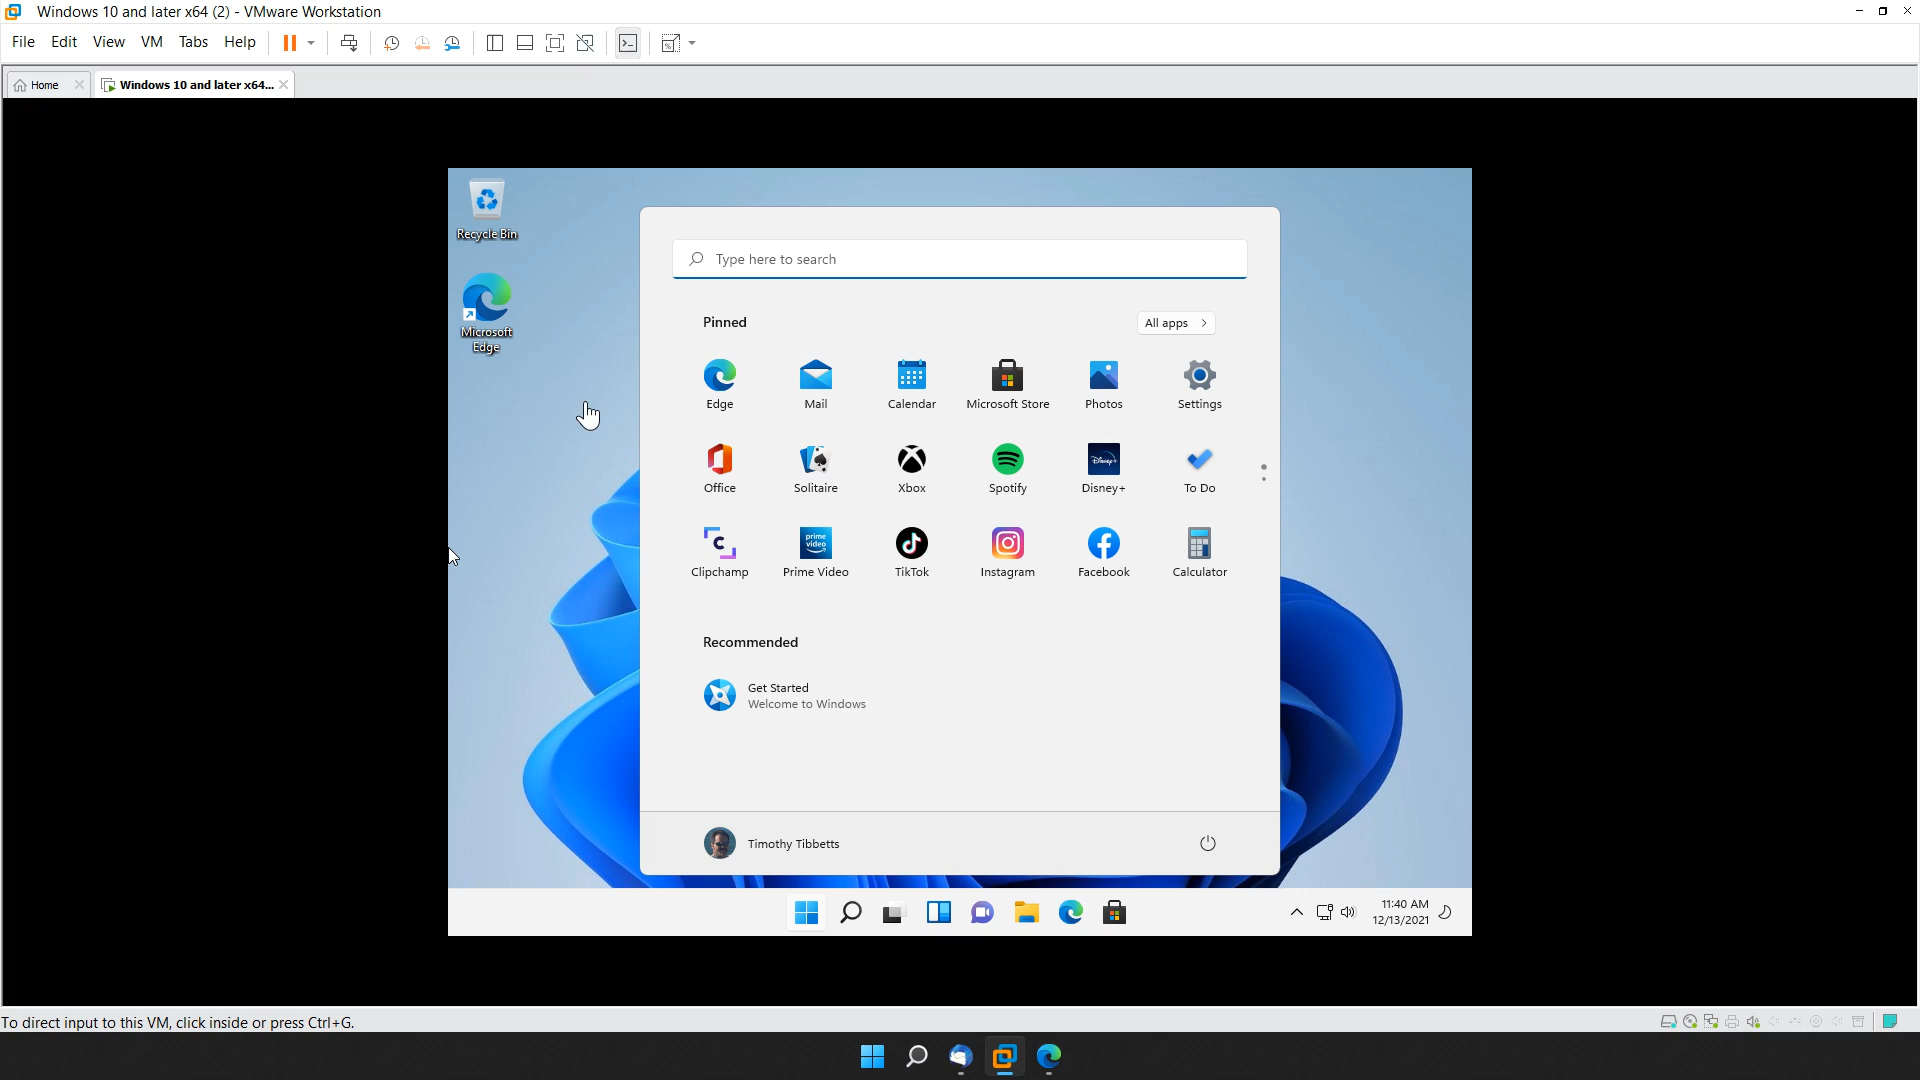 Windows 10 and later x64 (2) - VMware Workstation
File Edit View VM Tabs Help
Home Windows 10 and later x64...
Recycle Bin
Microsoft
Edge
Type here to search
Pinned All apps
Edge Mail Calendar Microsoft Store Photos Settings
Disney+
Office Solitaire Xbox Spotify Disney+ To Do
prime
video
Clipchamp Prime Video TikTok Instagram Facebook Calculator
Recommended
Get Started
Welcome to Windows
Timothy Tibbetts
11:40 AM
12/13/2021
To direct input to this VM, click inside or press Ctrl+G.